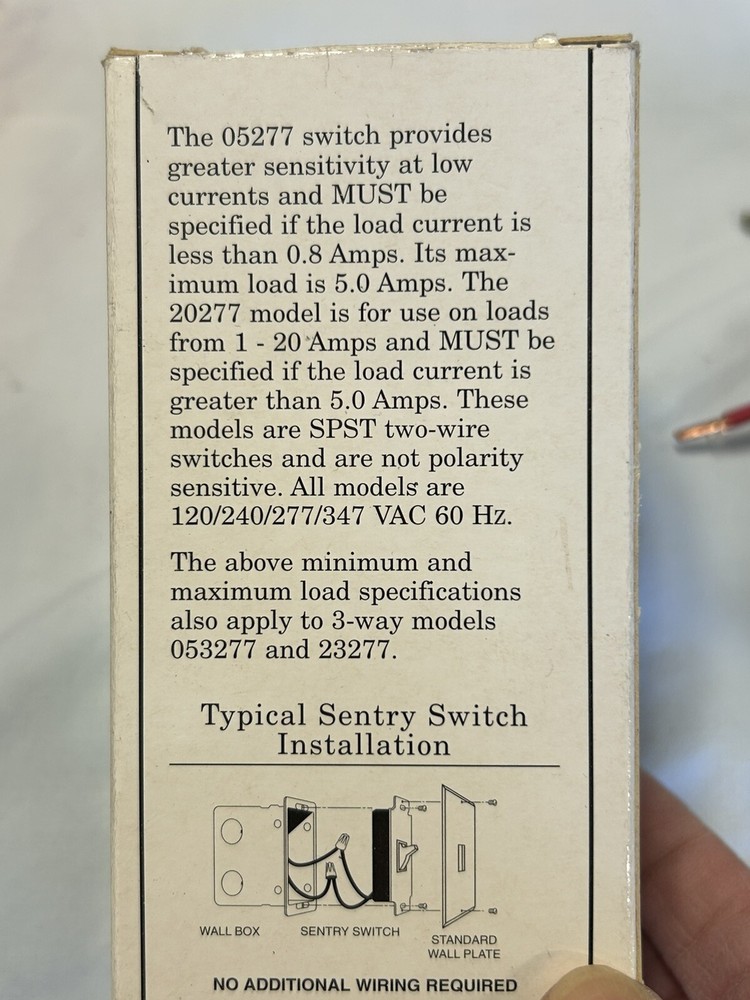 The 05277 switch provides
greater sensitivity at low
currents and MUST be
specified if the load current is
less than 0.8 Amps. Its max-
imum load is 5.0 Amps. The
20277 model is for use on loads
from 1 - 20 Amps and MUST be
specified if the load current is
greater than 5.0 Amps. These
models are SPST two-wire
switches and are not polarity
sensitive. All models are
120/240/277/347 VAC 60 Hz.
The above minimum and
maximum load specifications
also apply to 3-way models
053277 and 23277.
Typical Sentry Switch
Installation
WALL BOX
SENTRY SWITCH
STANDARD
WALL PLATE
NO ADDITIONAL WIRING REQUIRED